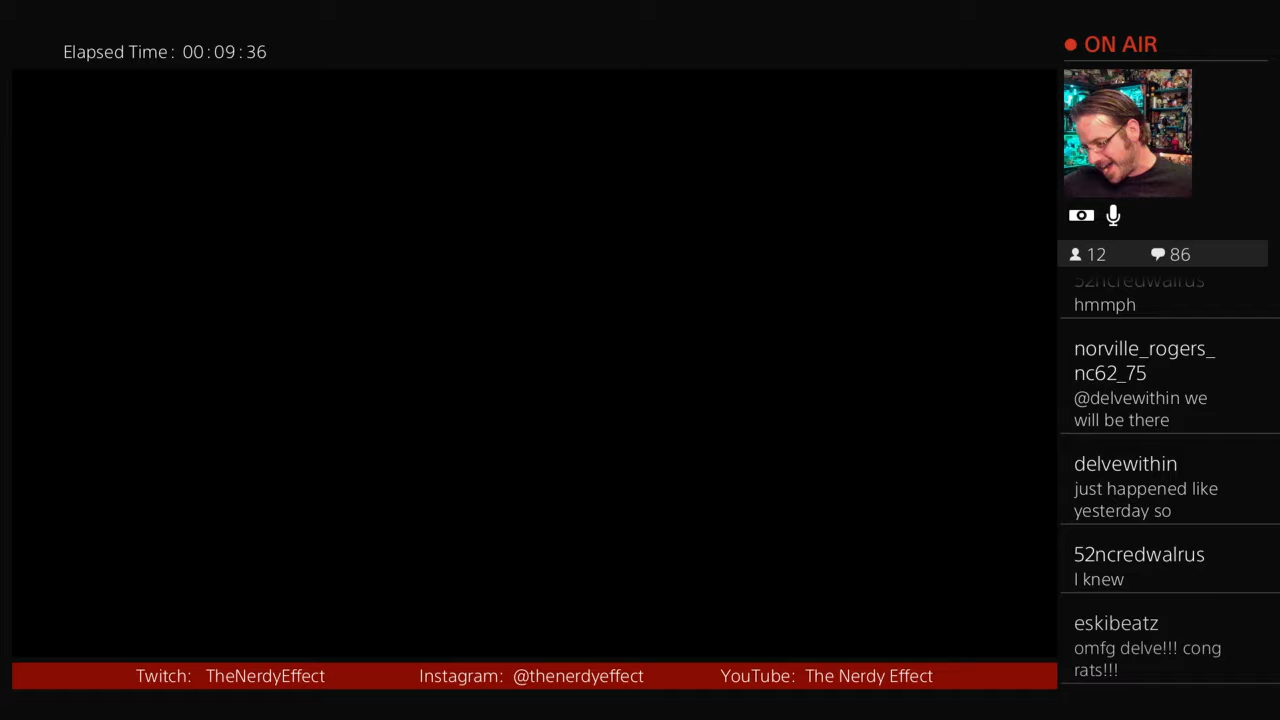 Elapsed Time: 00:09:36
ON AIR
12 86
52ncredwalrus
hmmph
norville_rogers_
nc62_75
@delvewithin we
will be there
delvewithin
just happened like
yesterday so
52ncredwalrus
I knew
eskibeatz
omfg delve!!! cong
rats!!!
Twitch: TheNerdyEffect Instagram: @thenerdyeffect YouTube: The Nerdy Effect